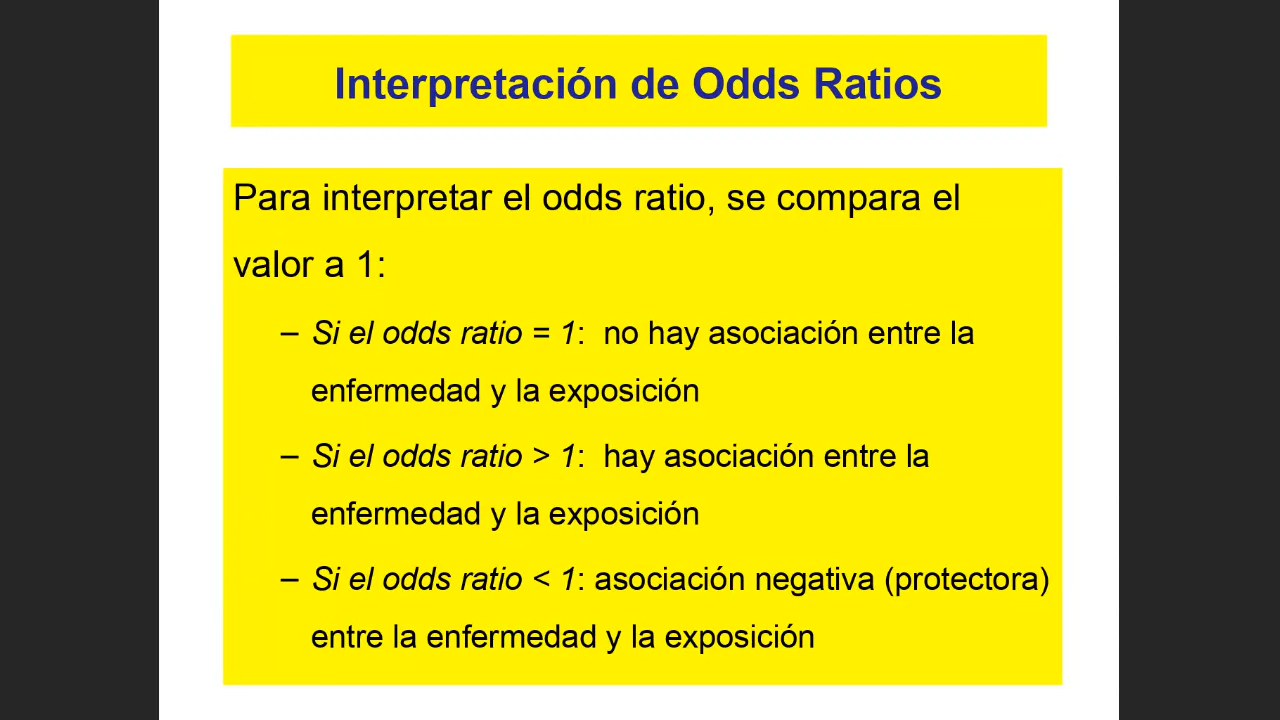 Interpretación de Odds Ratios
Para interpretar el odds ratio, se compara el
valor a 1:
– Si el odds ratio = 1: no hay asociación entre la
enfermedad y la exposición
– Si el odds ratio > 1: hay asociación entre la
enfermedad y la exposición
– Si el odds ratio < 1: asociación negativa (protectora)
entre la enfermedad y la exposición